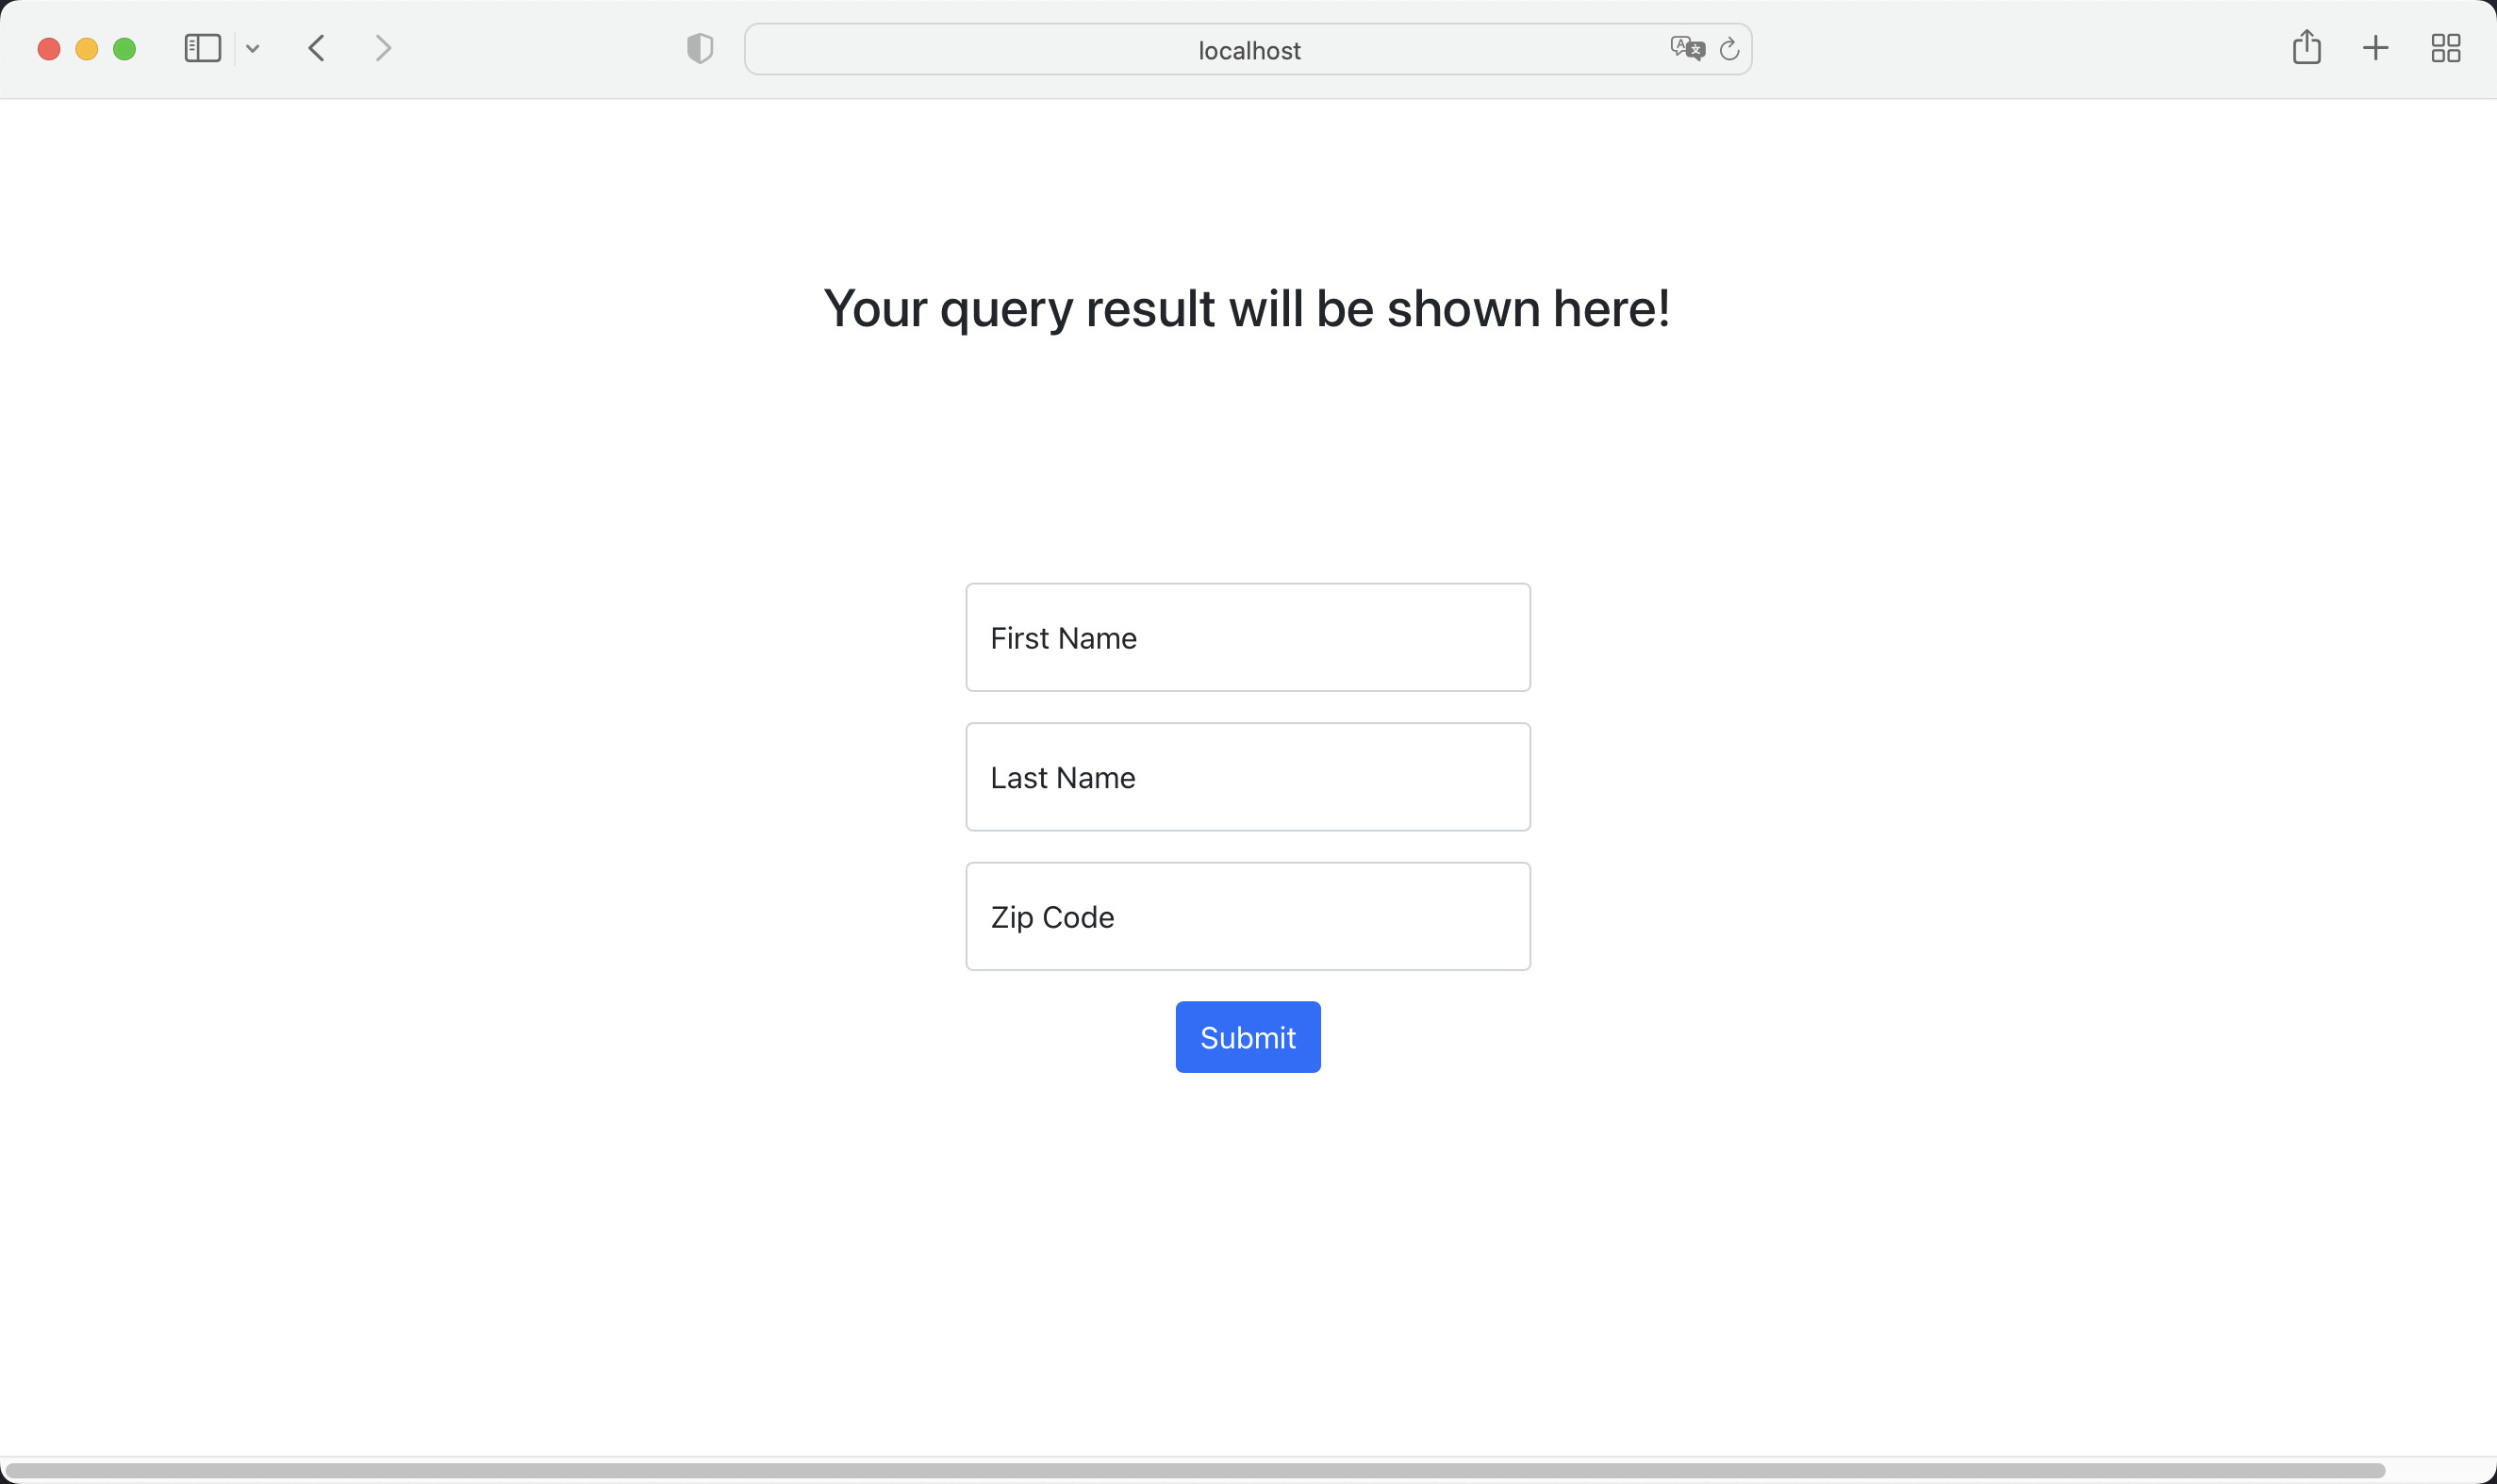 localhost
Your query result will be shown here!
First Name
Last Name
Zip Code
Submit